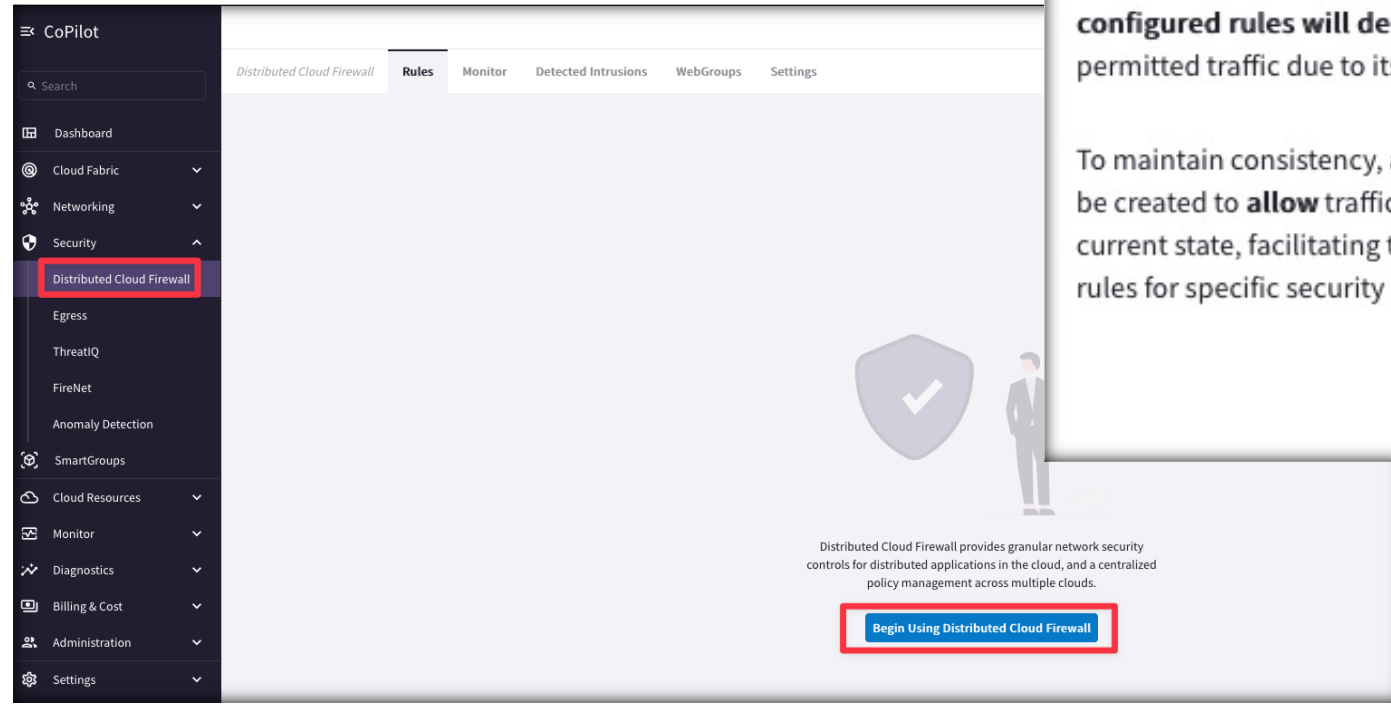 CoPilot
Search
Dashboard
Cloud Fabric
Networking
Security
Distributed Cloud Firewall
Egress
ThreatIQ
FireNet
Anomaly Detection
SmartGroups
Cloud Resources
Monitor
Diagnostics
Billing & Cost
Administration
Settings
Distributed Cloud Firewall Rules Monitor Detected Intrusions WebGroups Settings
Distributed Cloud Firewall provides granular network security
controls for distributed applications in the cloud, and a centralized
policy management across multiple clouds.
Begin Using Distributed Cloud Firewall
configured rules will de
permitted traffic due to it
To maintain consistency,
be created to allow traffic
current state, facilitating
rules for specific security